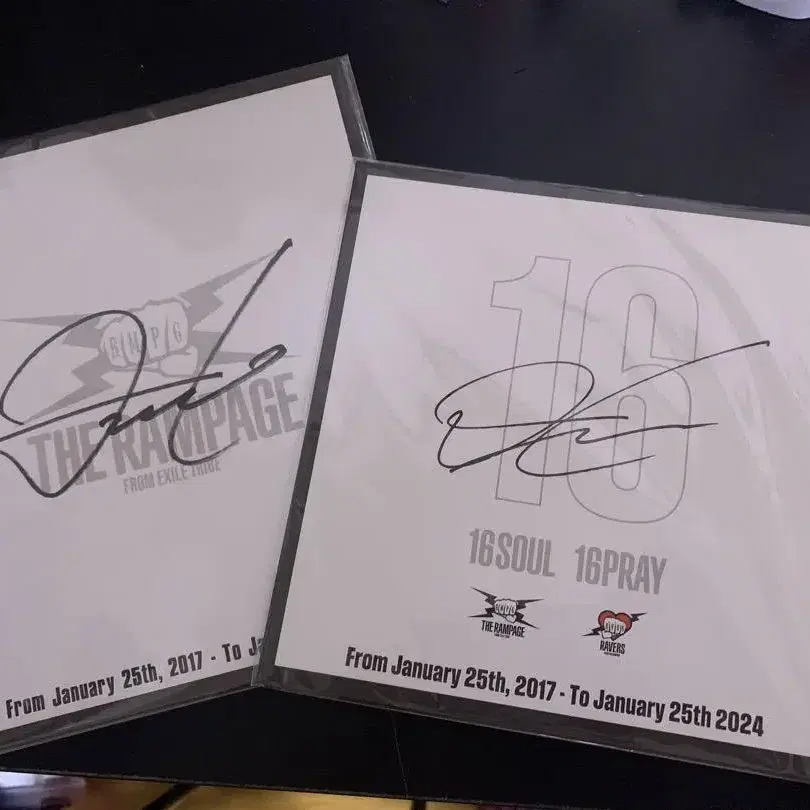 RMPG
THE RAMPAGE
FROM EXILE TRIBE
From January 25th, 2017 - To Ja
16
16SOUL 16PRAY
THE RAMPAGE
RAVERS
From January 25th, 2017 - To January 25th 2024